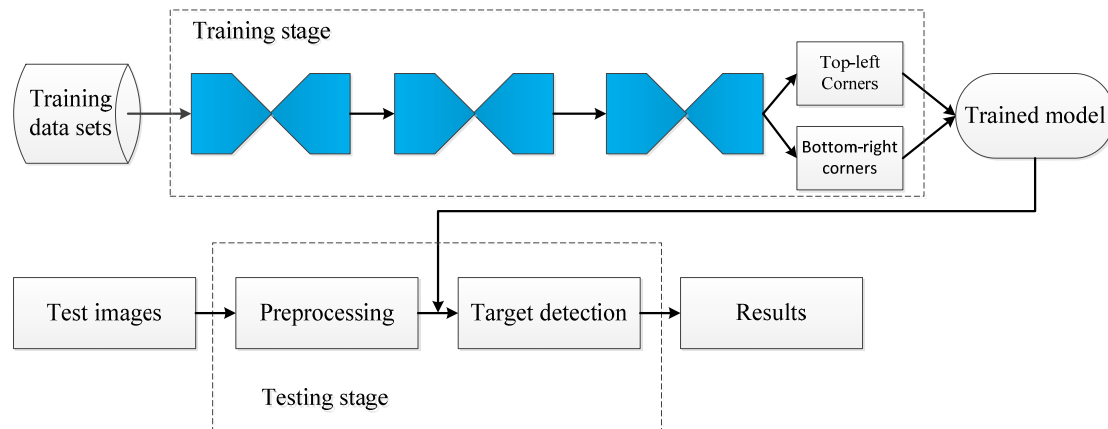 Training stage
Training
data sets
Top-left
Corners
Bottom-right
corners
Trained model
Test images
Preprocessing
Target detection
Results
Testing stage